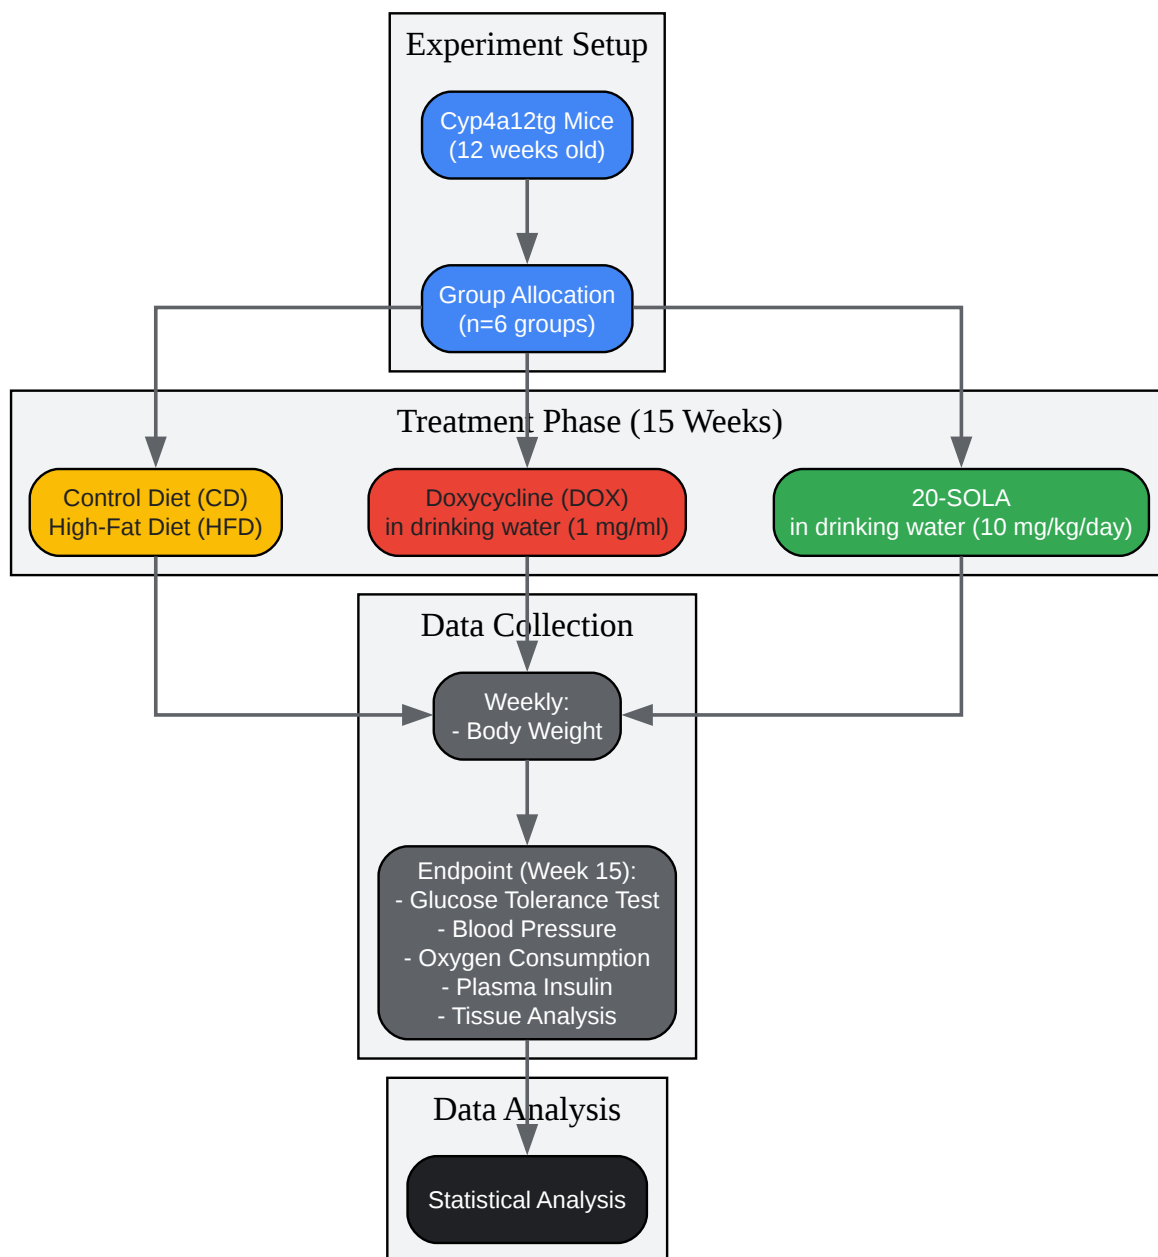 Experiment Setup
Cyp4a12tg Mice
(12 weeks old)
Group Allocation
(n=6 groups)
Treatment Phase (15 Weeks)
Control Diet (CD)
High-Fat Diet (HFD)
Doxycycline (DOX)
in drinking water (1 mg/ml)
20-SOLA
in drinking water (10 mg/kg/day)
Data Collection
Weekly:
- Body Weight
Endpoint (Week 15):
- Glucose Tolerance Test
- Blood Pressure
- Oxygen Consumption
- Plasma Insulin
- Tissue Analysis
Data Analysis
Statistical Analysis